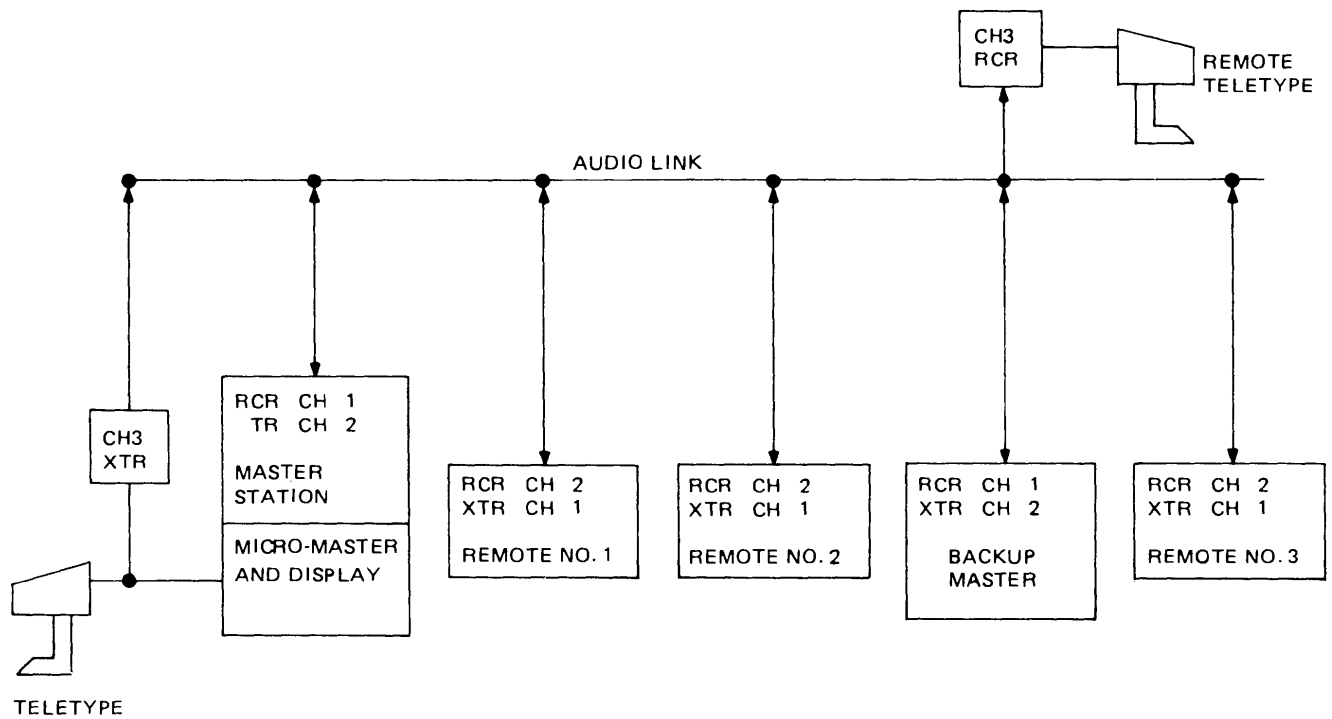 CH3
RCR
REMOTE
TELETYPE
AUDIO LINK
CH3
XTR
RCR CH 1
TR CH 2
MASTER
STATION
MICRO-MASTER
AND DISPLAY
RCR CH 2
XTR CH 1
REMOTE NO. 1
RCR CH 2
XTR CH 1
REMOTE NO. 2
RCR CH 1
XTR CH 2
BACKUP
MASTER
RCR CH 2
XTR CH 1
REMOTE NO. 3
TELETYPE